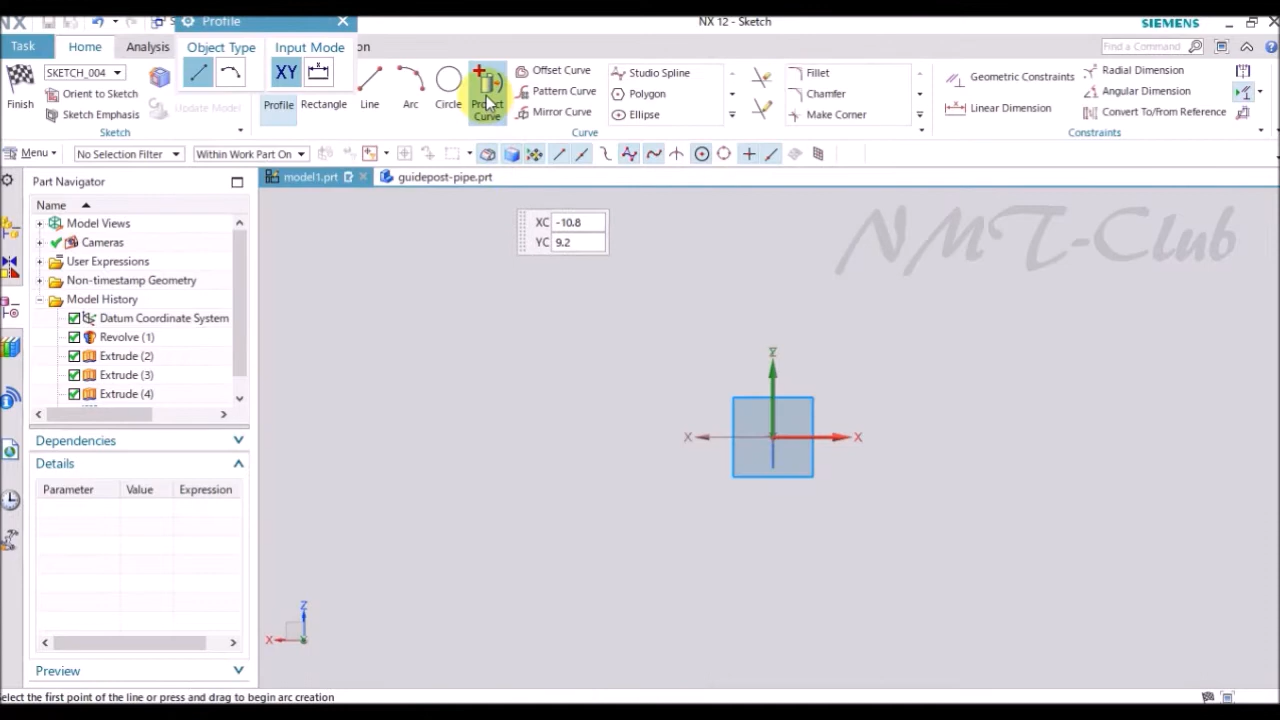 NX
Profile
NX 12 - Sketch
SIEMENS
Task
Home
Analysis
Object Type
Input Mode
on
Find a Command
SKETCH_004
Orient to Sketch
Sketch Emphasis
Update Model
Finish
XY
Profile
Rectangle
Line
Arc
Circle
Project
Curve
Offset Curve
Pattern Curve
Mirror Curve
Studio Spline
Polygon
Ellipse
Fillet
Chamfer
Make Corner
Geometric Constraints
Linear Dimension
Radial Dimension
Angular Dimension
Convert To/From Reference
Sketch
Curve
Constraints
Menu
No Selection Filter
Within Work Part On
model1.prt
guidepost-pipe.prt
Part Navigator
Name
Model Views
Cameras
User Expressions
Non-timestamp Geometry
Model History
Datum Coordinate System
Revolve (1)
Extrude (2)
Extrude (3)
Extrude (4)
Dependencies
Details
Parameter
Value
Expression
Preview
XC -10.8
YC 9.2
N/MT-Club
Z
X
X
Z
X
elect the first point of the line or press and drag to begin arc creation